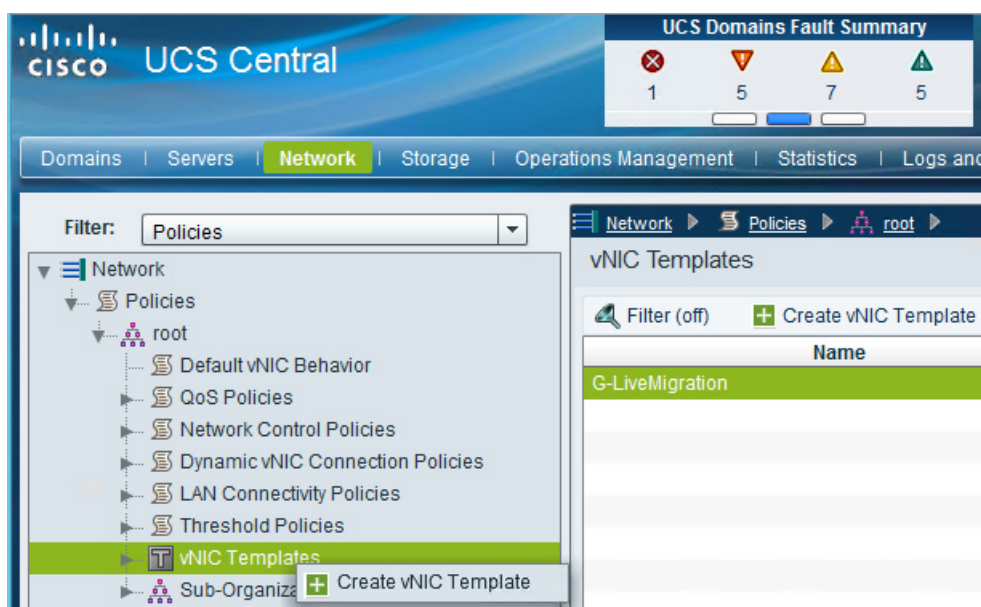 UCS Domains Fault Summary
CISCO UCS Central
1 5 7 5
Domains | Servers | Network | Storage | Operations Management | Statistics | Logs and
Filter: Policies
Network Policies root
Network
vNIC Templates
Policies
Filter (off) Create vNIC Template
root
Name
Default vNIC Behavior
G-LiveMigration
QoS Policies
Network Control Policies
Dynamic vNIC Connection Policies
LAN Connectivity Policies
Threshold Policies
vNIC Templates
Sub-Organiza
Create vNIC Template